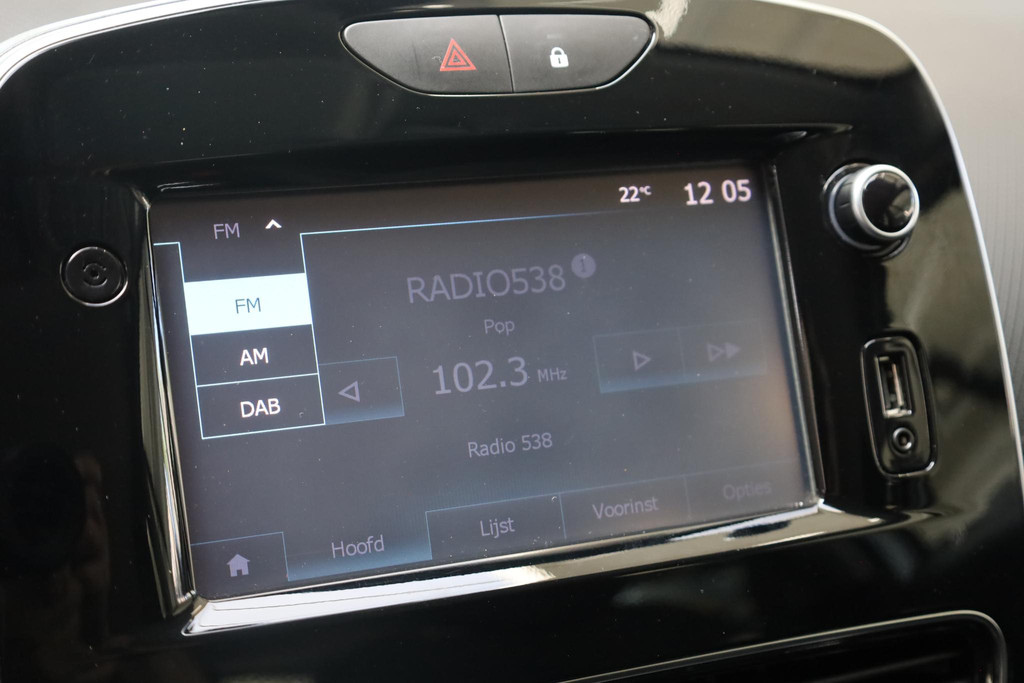 22°C 12 05
FM
FM
AM
DAB
RADIO538
Pop
102.3 MHz
Radio 538
Hoofd Lijst Voorinst Opties